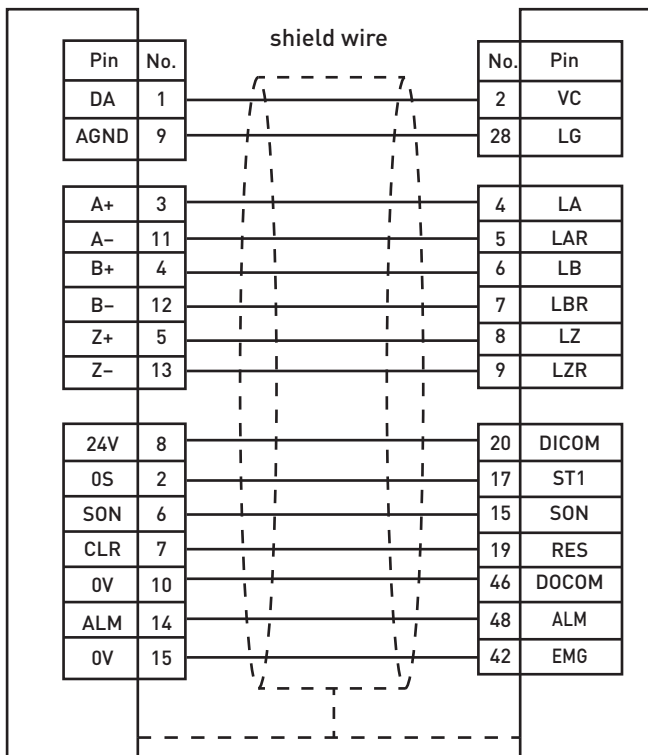 shield wire
Pin No. No. Pin
DA 1 2 VC
AGND 9 28 LG
A+ 3 4 LA
A− 11 5 LAR
B+ 4 6 LB
B− 12 7 LBR
Z+ 5 8 LZ
Z− 13 9 LZR
24V 8 20 DICOM
0S 2 17 ST1
SON 6 15 SON
CLR 7 19 RES
0V 10 46 DOCOM
ALM 14 48 ALM
0V 15 42 EMG